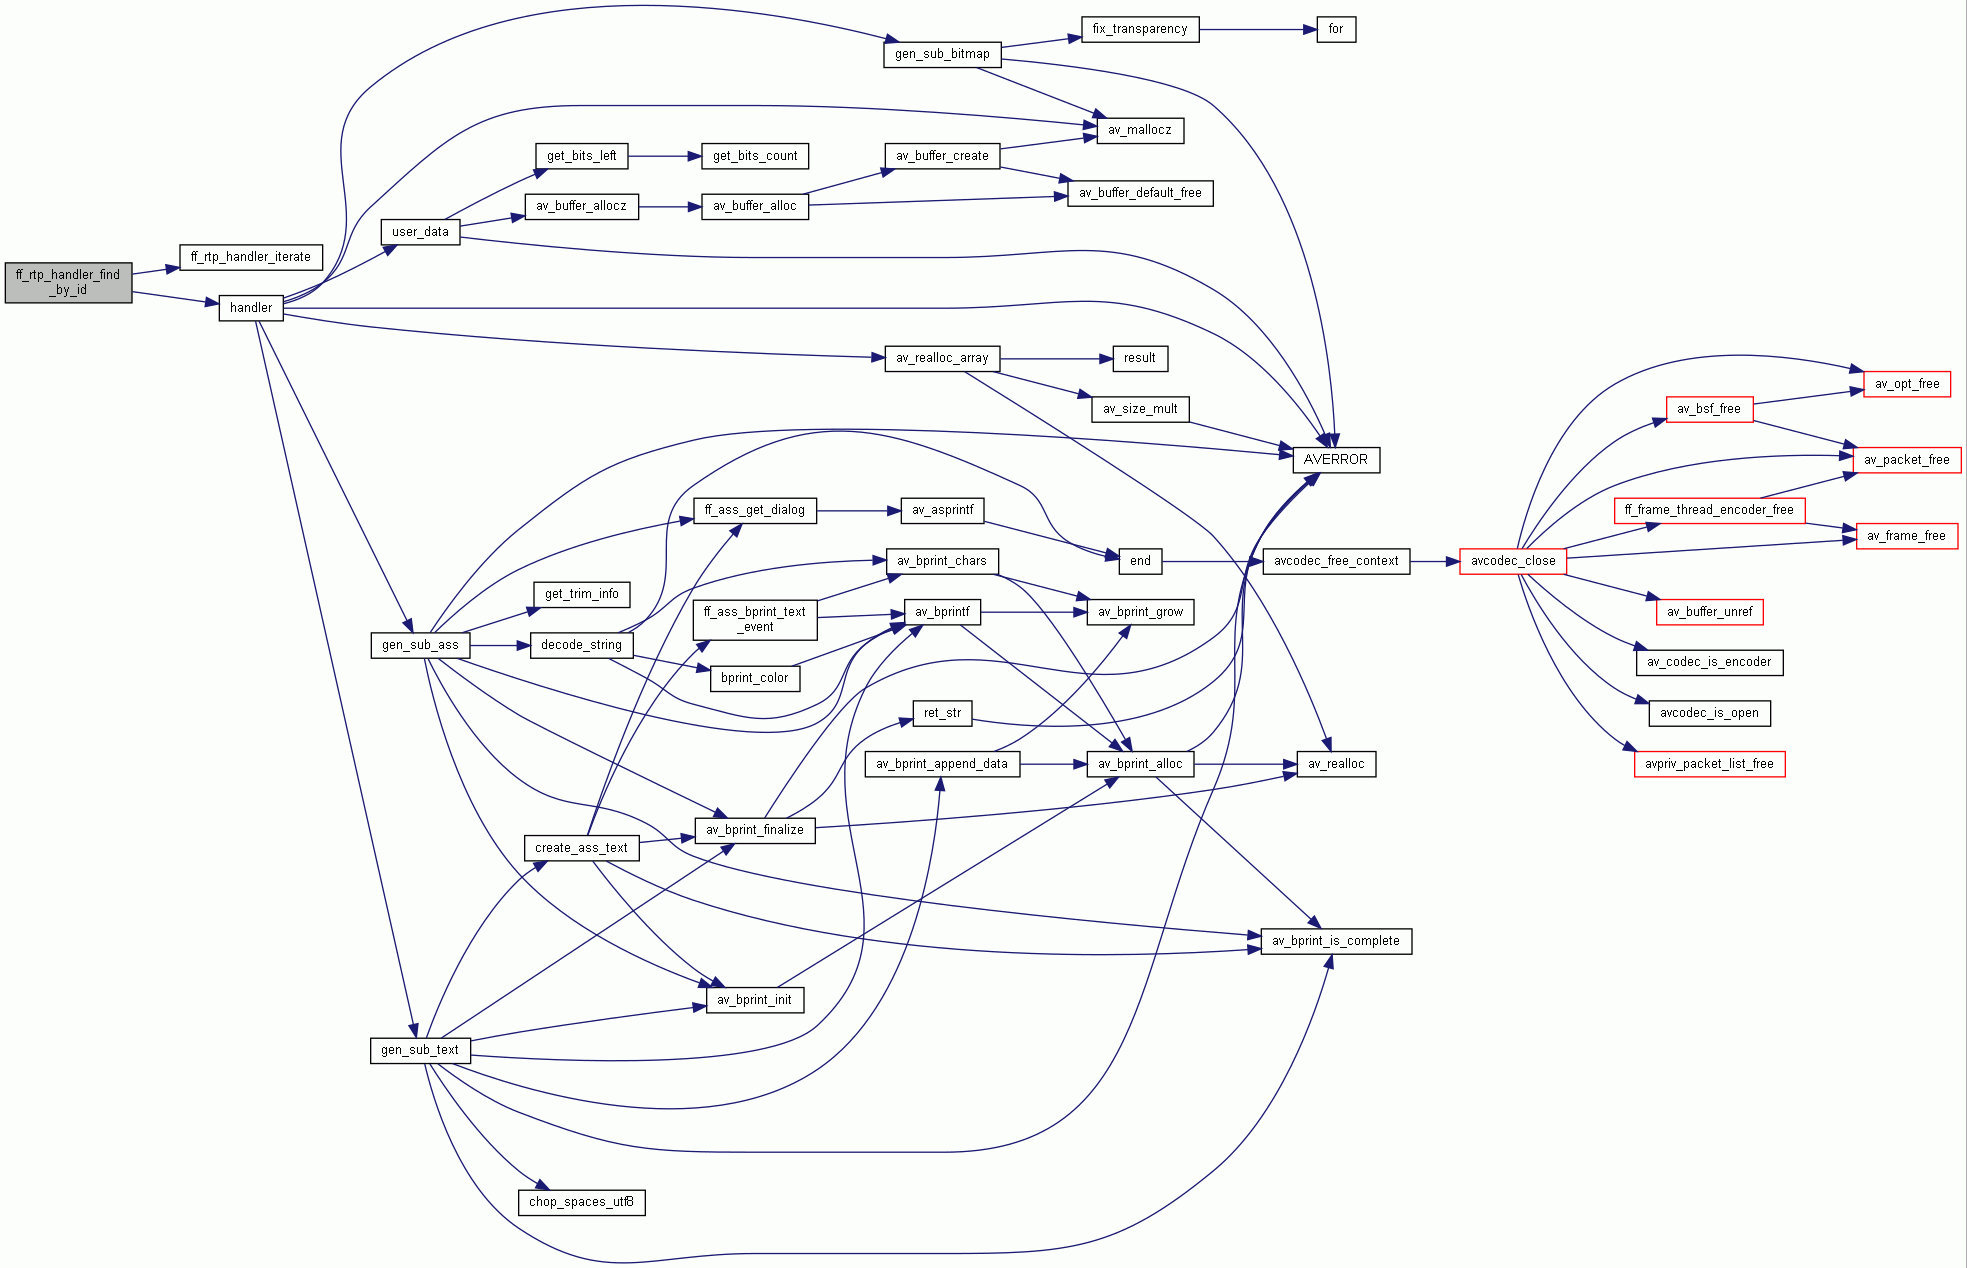 fix_transparency
for
gen_sub_bitmap
av_mallocz
get_bits_left
get_bits_count
av_buffer_create
av_buffer_default_free
av_buffer_allocz
av_buffer_alloc
user_data
ff_rtp_handler_iterate
ff_rtp_handler_find
_by_id
handler
av_realloc_array
result
av_size_mult
av_opt_free
av_bsf_free
AVERROR
av_packet_free
ff_ass_get_dialog
av_asprintf
ff_frame_thread_encoder_free
av_frame_free
av_bprint_chars
end
avcodec_free_context
avcodec_close
get_trim_info
ff_ass_bprint_text
_event
av_bprintf
av_bprint_grow
av_buffer_unref
gen_sub_ass
decode_string
bprint_color
av_codec_is_encoder
ret_str
avcodec_is_open
av_bprint_append_data
av_bprint_alloc
av_realloc
avpriv_packet_list_free
create_ass_text
av_bprint_finalize
av_bprint_is_complete
av_bprint_init
gen_sub_text
chop_spaces_utf8